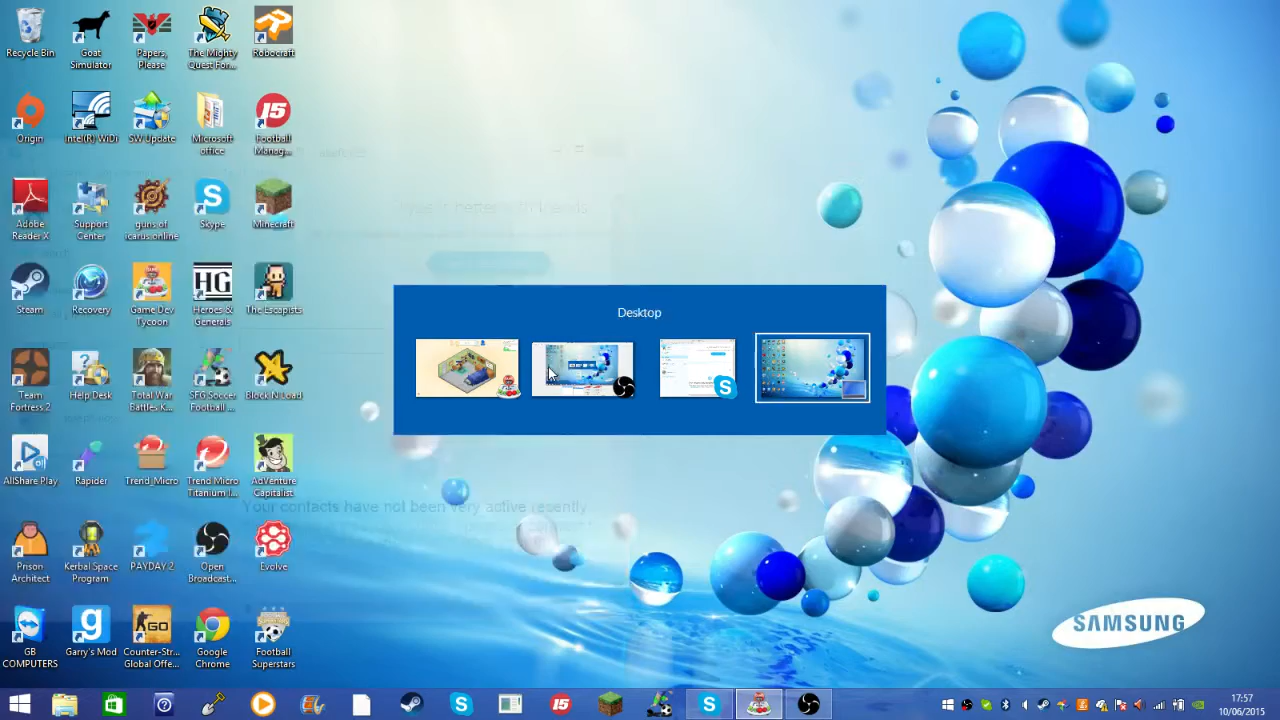 Recycle Bin
Goat
Simulator
Papers,
Please
The Mighty
Quest For...
Robocraft
Origin
Intel(R) WiDi
SW Update
Microsoft
office
Football
Manag...
Adobe
Reader X
Support
Center
guns of
icarus online
Skype
Minecraft
Steam
Recovery
Game Dev
Tycoon
Heroes &
Generals
The Escapists
Team
Fortress 2
Help Desk
Total War
Battles K...
SFG Soccer
Football ...
Block N Load
AllShare Play
Rapider
Trend_Micro
Trend Micro
Titanium I...
AdVenture
Capitalist
Prison
Architect
Kerbal Space
Program
PAYDAY 2
Open
Broadcast...
Evolve
GB
COMPUTERS
Garry's Mod
Counter-Str...
Global Offe...
Google
Chrome
Football
Superstars
Desktop
Your contacts have not been very active recently
SAMSUNG
17:57
10/06/2015